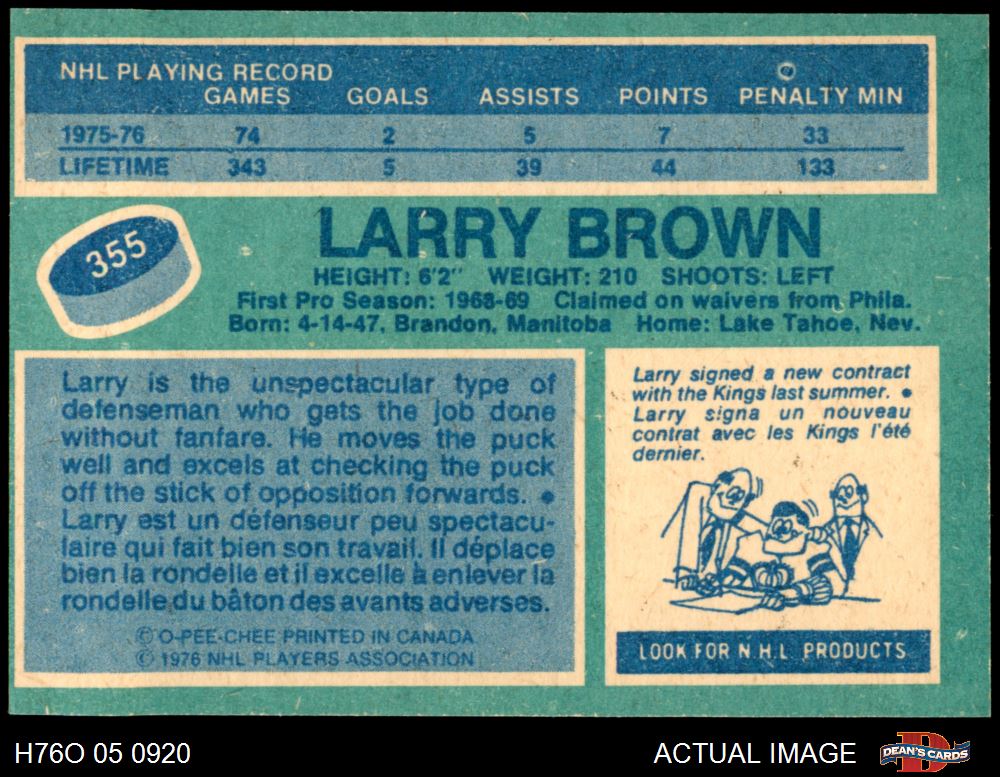 NHL PLAYING RECORD
GAMES GOALS ASSISTS POINTS PENALTY MIN
1975-76 74 2 5 7 33
LIFETIME 343 5 39 44 133
355
LARRY BROWN
HEIGHT: 6'2" WEIGHT: 210 SHOOTS: LEFT
First Pro Season: 1968-69 Claimed on waivers from Phila.
Born: 4-14-47, Brandon, Manitoba Home: Lake Tahoe, Nev.
Larry is the unspectacular type of
defenseman who gets the job done
without fanfare. He moves the puck
well and excels at checking the puck
off the stick of opposition forwards. •
Larry est un défenseur peu spectacu-
laire qui fait bien son travail. Il déplace
bien la rondelle et il excelle à enlever la
rondelle du bâton des avants adverses.
© O-PEE-CHEE PRINTED IN CANADA
© 1976 NHL PLAYERS ASSOCIATION
Larry signed a new contract
with the Kings last summer. •
Larry signa un nouveau
contrat avec les Kings l'été
dernier.
LOOK FOR N.H.L PRODUCTS
H76O 05 0920
ACTUAL IMAGE
DEAN'S CARDS